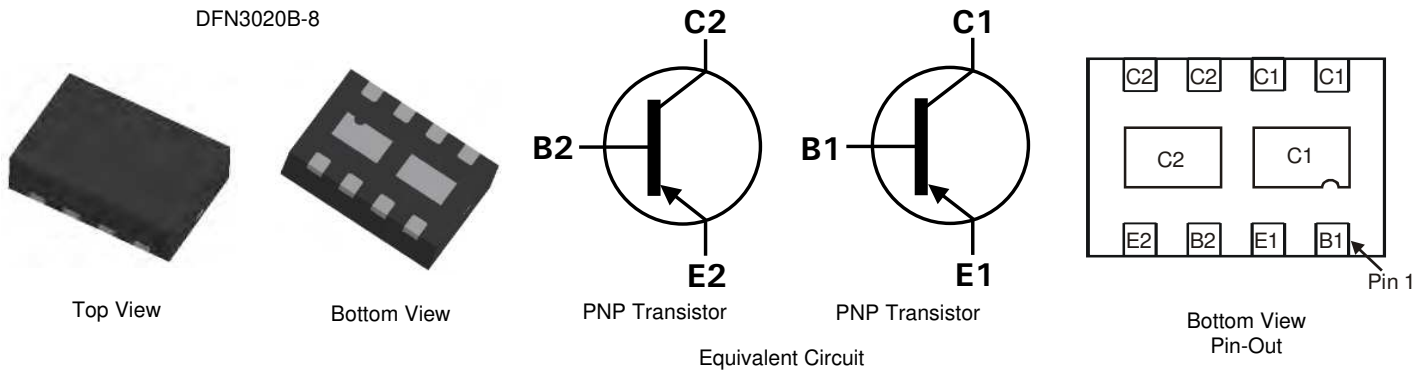 DFN3020B-8
Top View
Bottom View
C2
B2
E2
PNP Transistor
C1
B1
E1
PNP Transistor
Equivalent Circuit
C2 C2 C1 C1
C2 C1
E2 B2 E1 B1
Pin 1
Bottom View
Pin-Out